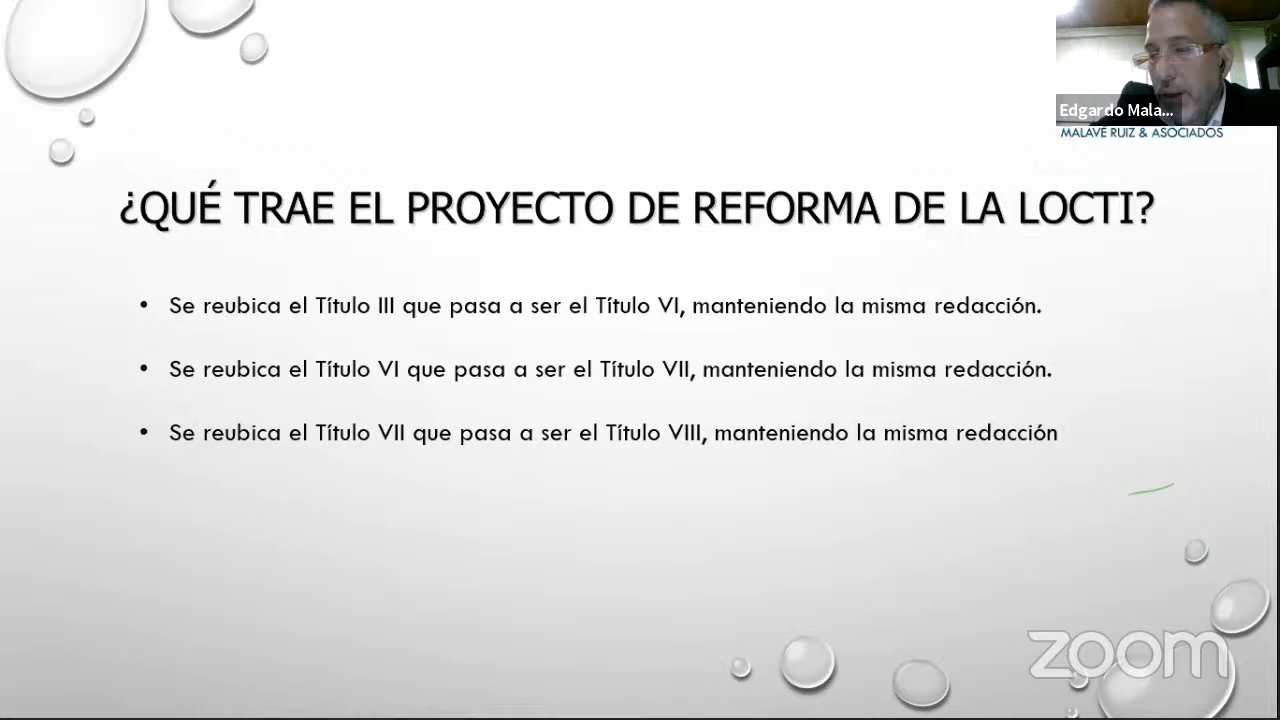 Edgardo Mala...
MALAVÉ RUIZ & ASOCIADOS
¿QUÉ TRAE EL PROYECTO DE REFORMA DE LA LOCTI?
• Se reubica el Título III que pasa a ser el Título VI, manteniendo la misma redacción.
• Se reubica el Título VI que pasa a ser el Título VII, manteniendo la misma redacción.
• Se reubica el Título VII que pasa a ser el Título VIII, manteniendo la misma redacción
zoom